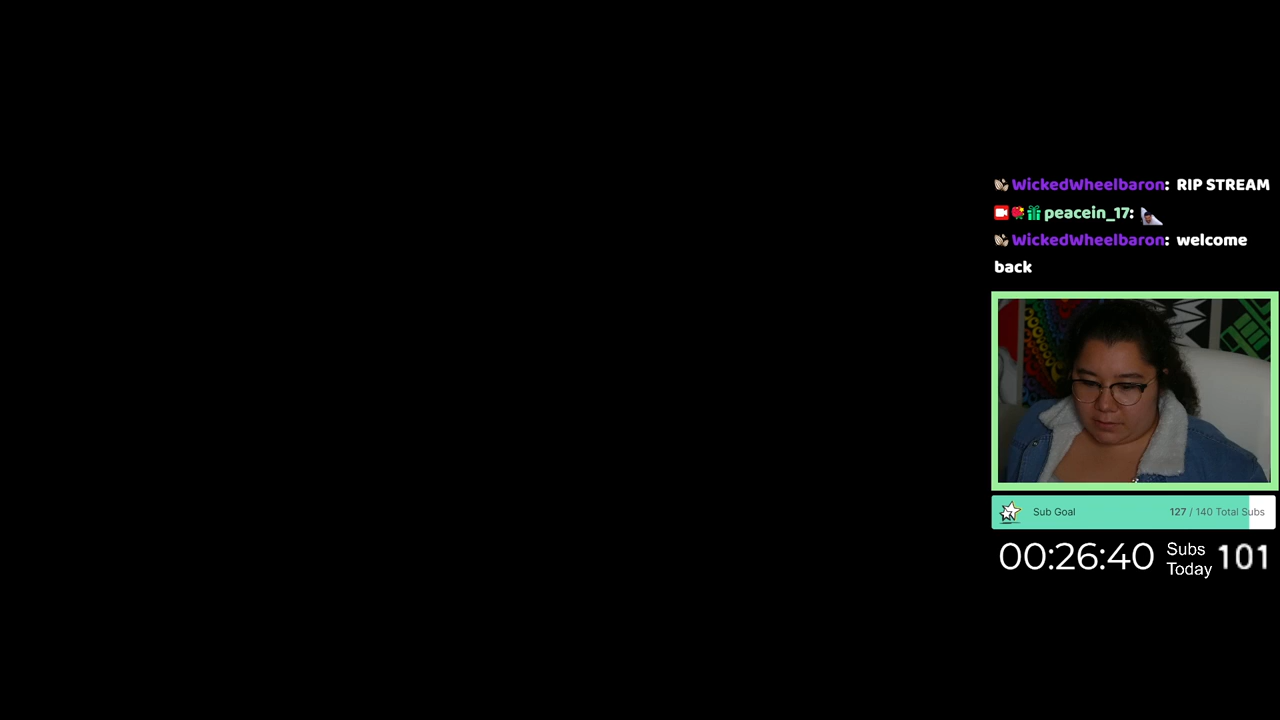 WickedWheelbaron: RIP STREAM
peacein_17:
WickedWheelbaron: welcome
back
Sub Goal 127 / 140 Total Subs
00:26:40 Subs Today 101